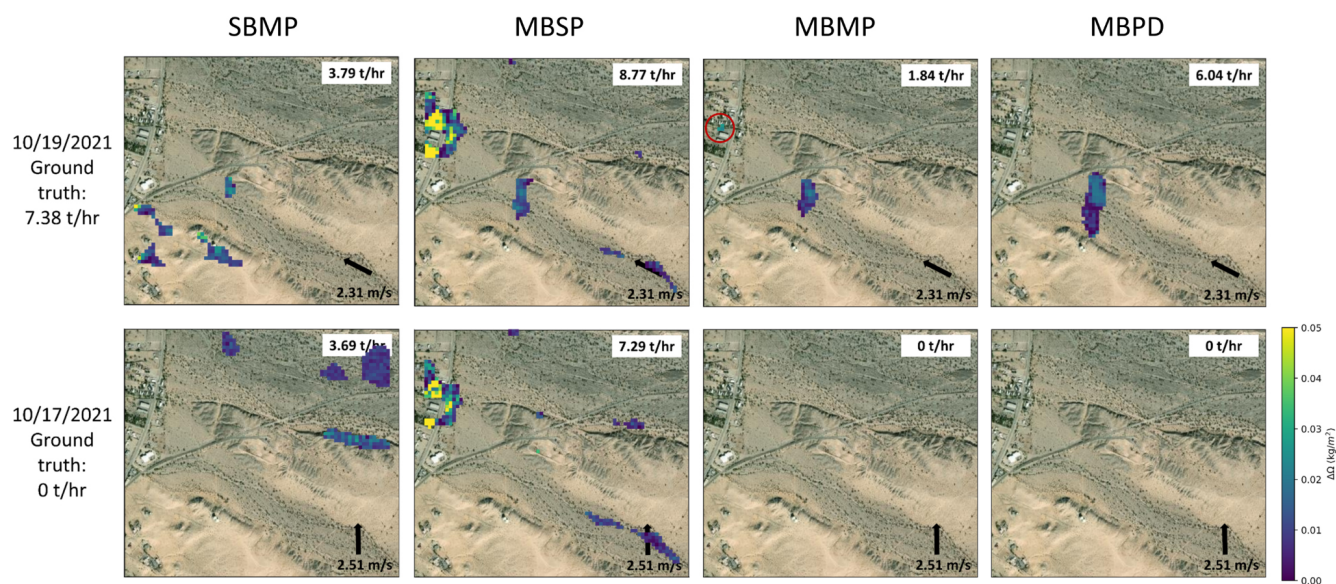 SBMP
MBSP
MBMP
MBPD
10/19/2021
Ground
truth:
7.38 t/hr
3.79 t/hr
2.31 m/s
8.77 t/hr
2.31 m/s
1.84 t/hr
2.31 m/s
6.04 t/hr
2.31 m/s
10/17/2021
Ground
truth:
0 t/hr
3.69 t/hr
2.51 m/s
7.29 t/hr
2.51 m/s
0 t/hr
2.51 m/s
0 t/hr
2.51 m/s
0.05
0.04
0.03
0.02
0.01
0.00
ΔΩ (kg/m²)